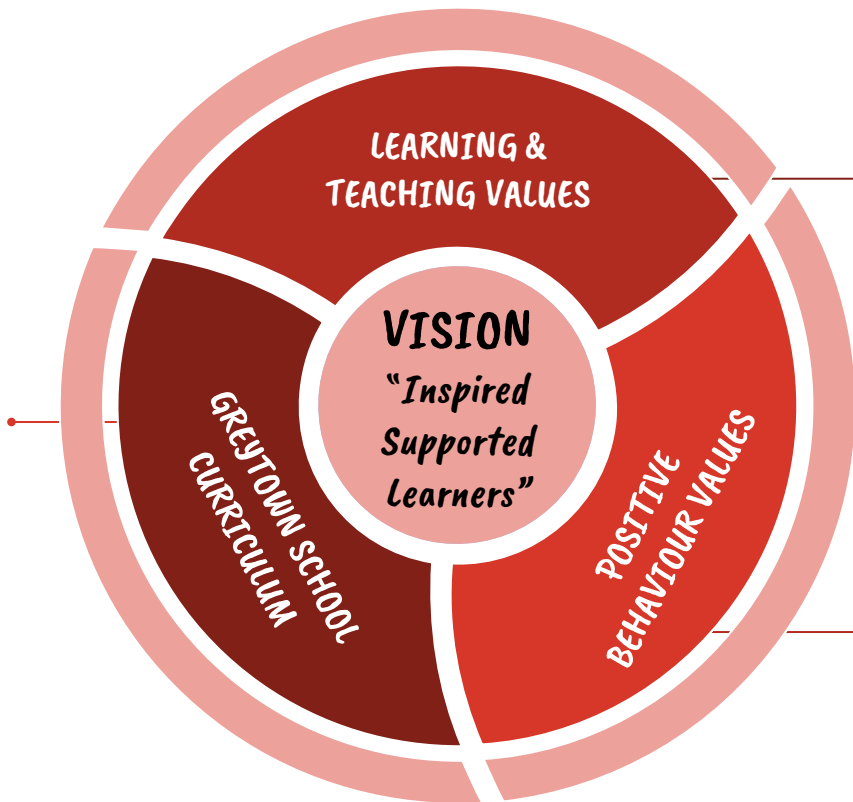 LEARNING &
TEACHING VALUES
VISION
“Inspired
Supported
Learners”
GREYTOWN SCHOOL
CURRICULUM
POSITIVE
BEHAVIOUR VALUES